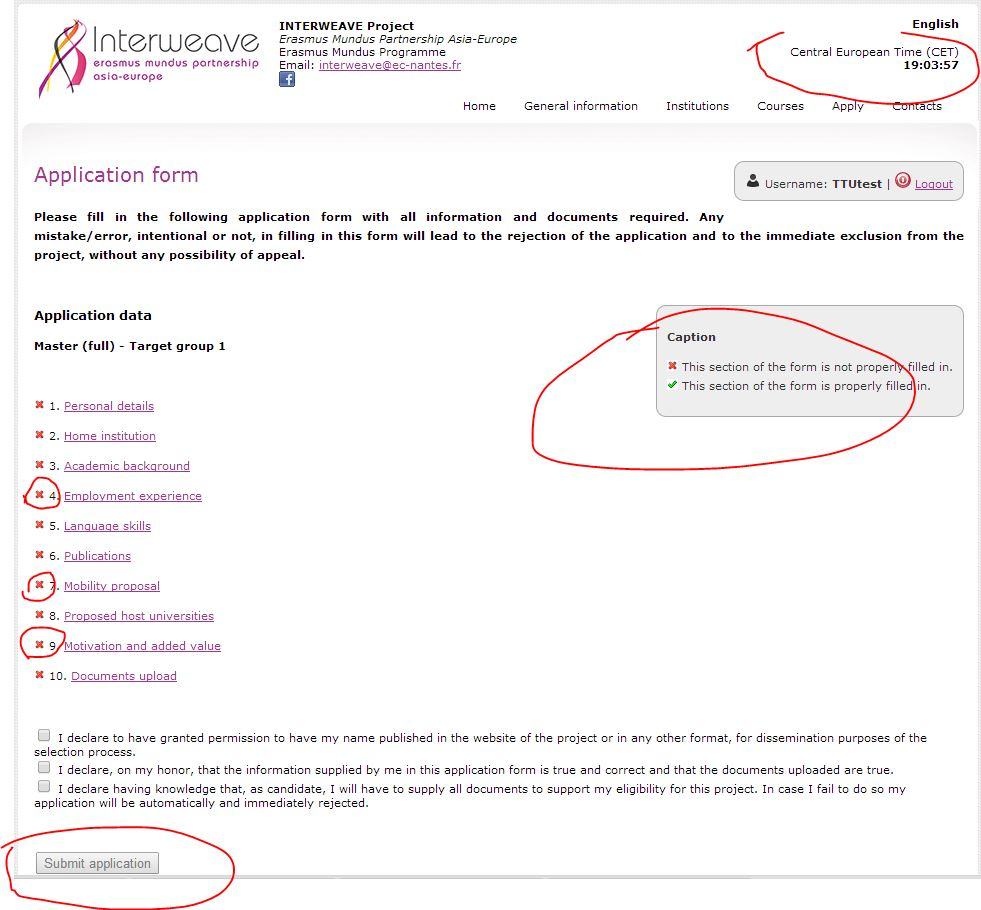 Interweave
erasmus mundus partnership
asia-europe
INTERWEAVE Project
Erasmus Mundus Partnership Asia-Europe
Erasmus Mundus Programme
Email: interweave@ec-nantes.fr
f
English
Central European Time (CET)
19:03:57
Home General information Institutions Courses Apply Contacts
Application form
Username: TTUtest | Logout
Please fill in the following application form with all information and documents required. Any
mistake/error, intentional or not, in filling in this form will lead to the rejection of the application and to the immediate exclusion from the
project, without any possibility of appeal.
Application data
Master (full) - Target group 1
Caption
This section of the form is not properly filled in.
This section of the form is properly filled in.
1. Personal details
2. Home institution
3. Academic background
4. Employment experience
5. Language skills
6. Publications
7. Mobility proposal
8. Proposed host universities
9. Motivation and added value
10. Documents upload
I declare to have granted permission to have my name published in the website of the project or in any other format, for dissemination purposes of the
selection process.
I declare, on my honor, that the information supplied by me in this application form is true and correct and that the documents uploaded are true.
I declare having knowledge that, as candidate, I will have to supply all documents to support my eligibility for this project. In case I fail to do so my
application will be automatically and immediately rejected.
Submit application